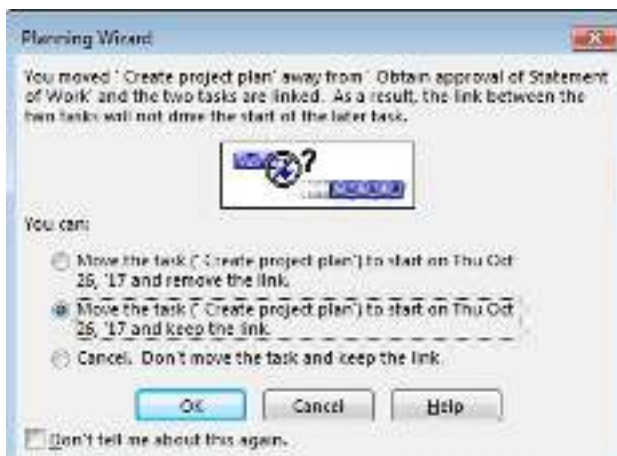 Planning Wizard
You moved ' Create project plan' away from ' Obtain approval of Statement
of Work' and the two tasks are linked. As a result, the link between the
two tasks will not drive the start of the later task.
?
You can:
Move the task (' Create project plan') to start on Thu Oct
26, '17 and remove the link.
Move the task (' Create project plan') to start on Thu Oct
26, '17 and keep the link.
Cancel. Don't move the task and keep the link.
OK Cancel Help
Don't tell me about this again.